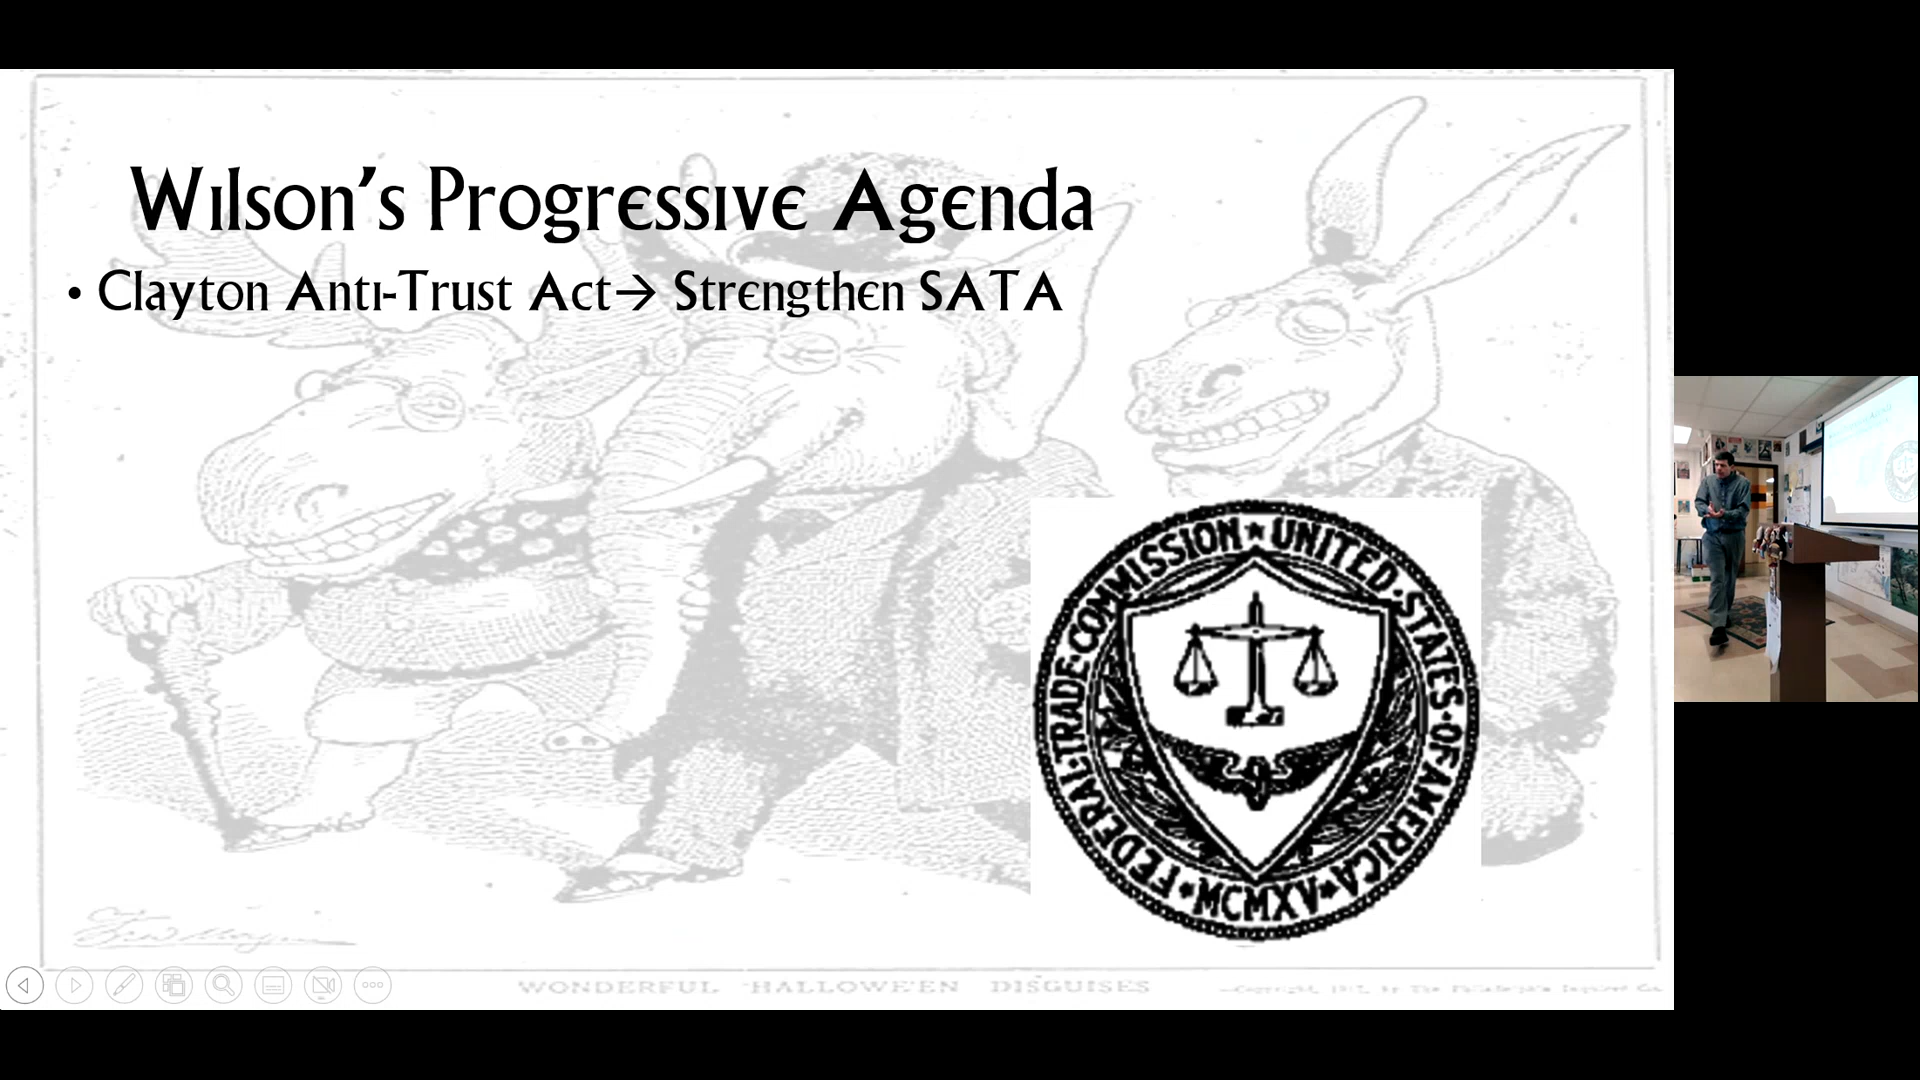 Wilson's Progressive Agenda
• Clayton Anti-Trust Act→ Strengthen SATA
FEDERAL·TRADE·COMMISSION ★ UNITED·STATES·OF AMERICA
MCMXV
WONDERFUL HALLOWE'EN DISGUISES